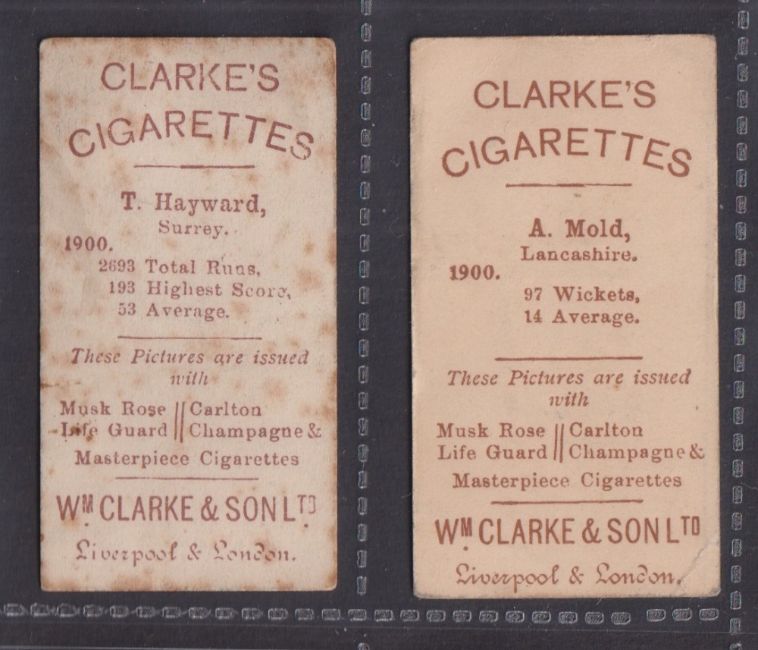 CLARKE'S
CIGARETTES
T. Hayward,
Surrey.
1900.
2693 Total Runs,
193 Highest Score,
53 Average.
These Pictures are issued
with
Musk Rose || Carlton
Life Guard || Champagne &
Masterpiece Cigarettes
WM CLARKE & SON LTD
Liverpool & London.
CLARKE'S
CIGARETTES
A. Mold,
Lancashire.
1900.
97 Wickets,
14 Average.
These Pictures are issued
with
Musk Rose || Carlton
Life Guard || Champagne &
Masterpiece Cigarettes
WM CLARKE & SON LTD
Liverpool & London.